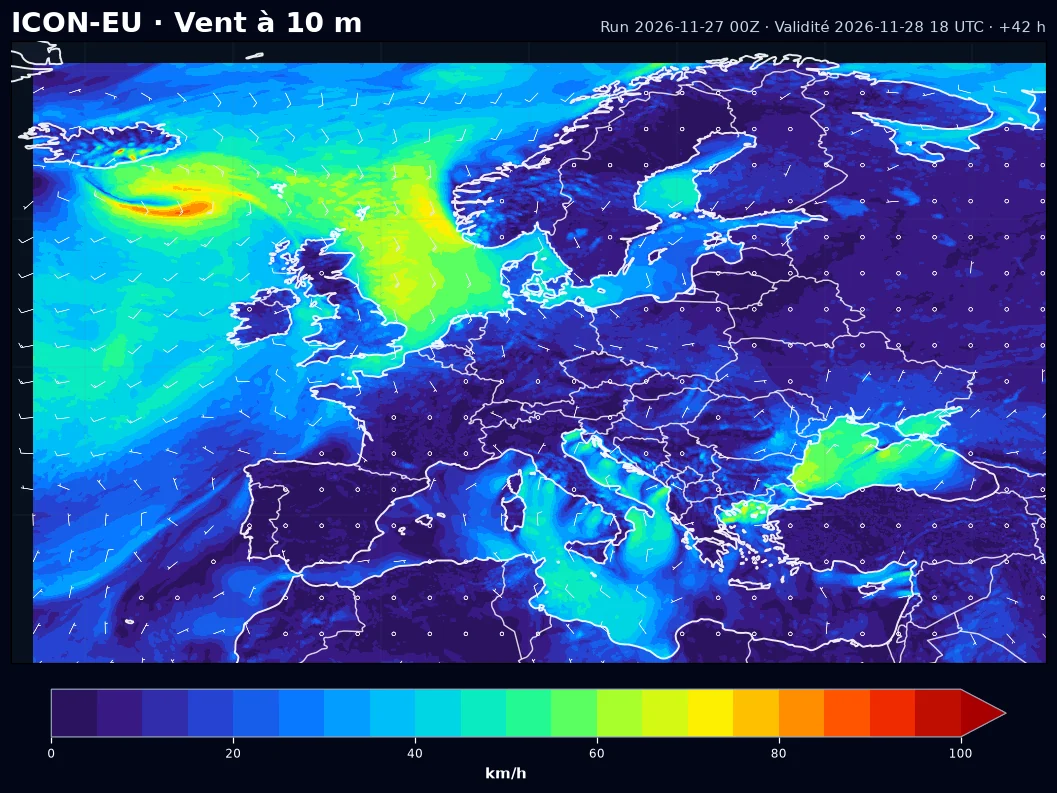 ICON-EU · Vent à 10 m
Run 2026-11-27 00Z · Validité 2026-11-28 18 UTC · +42 h
0 20 40 60 80 100
km/h